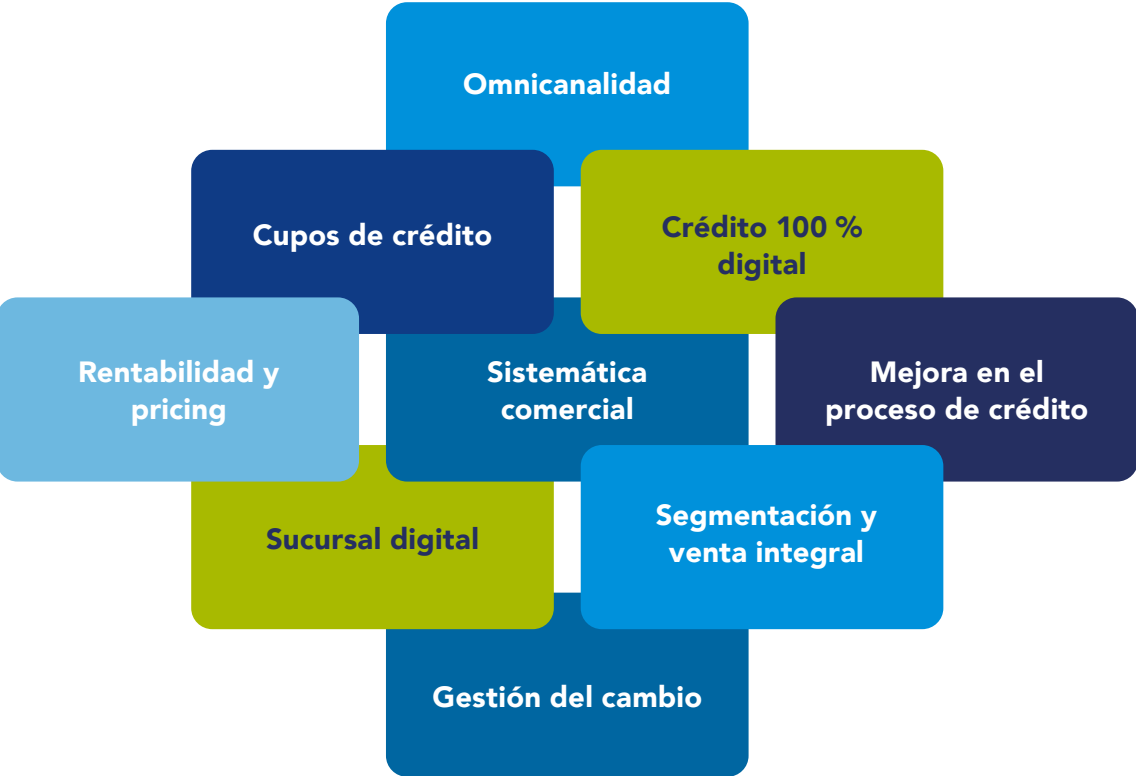 Omnicanalidad
Cupos de crédito
Crédito 100 %
digital
Rentabilidad y
pricing
Sistemática
comercial
Mejora en el
proceso de crédito
Sucursal digital
Segmentación y
venta integral
Gestión del cambio